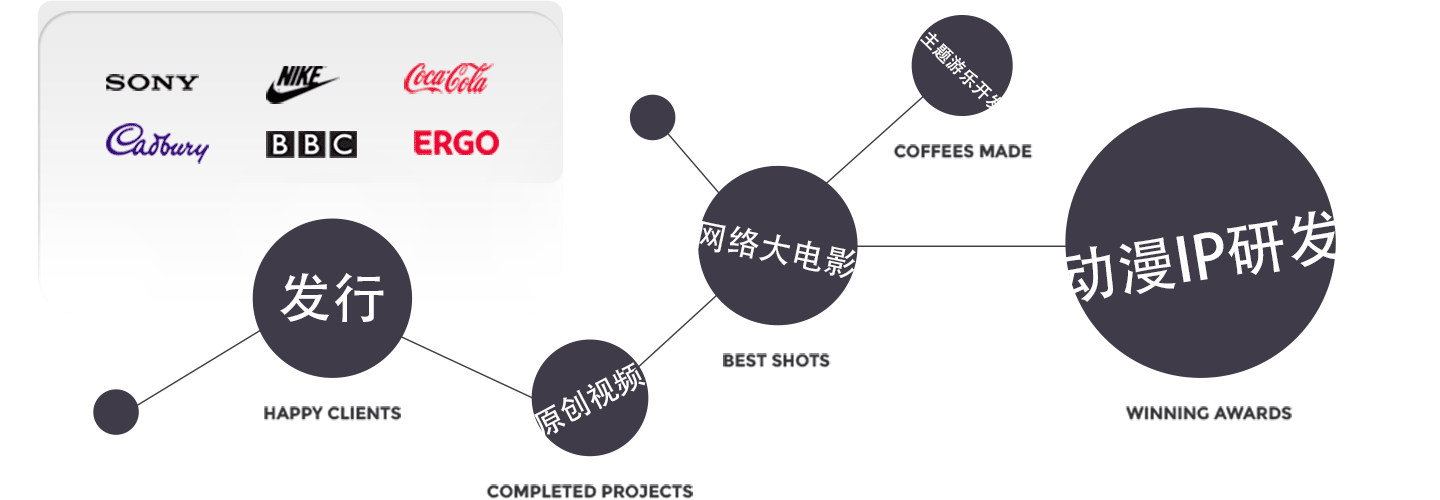 SONY
NIKE
Coca-Cola
Cadbury
BBC
ERGO
主题游乐开发
COFFEES MADE
网络大电影
BEST SHOTS
动漫IP研发
WINNING AWARDS
发行
HAPPY CLIENTS
原创视频
COMPLETED PROJECTS